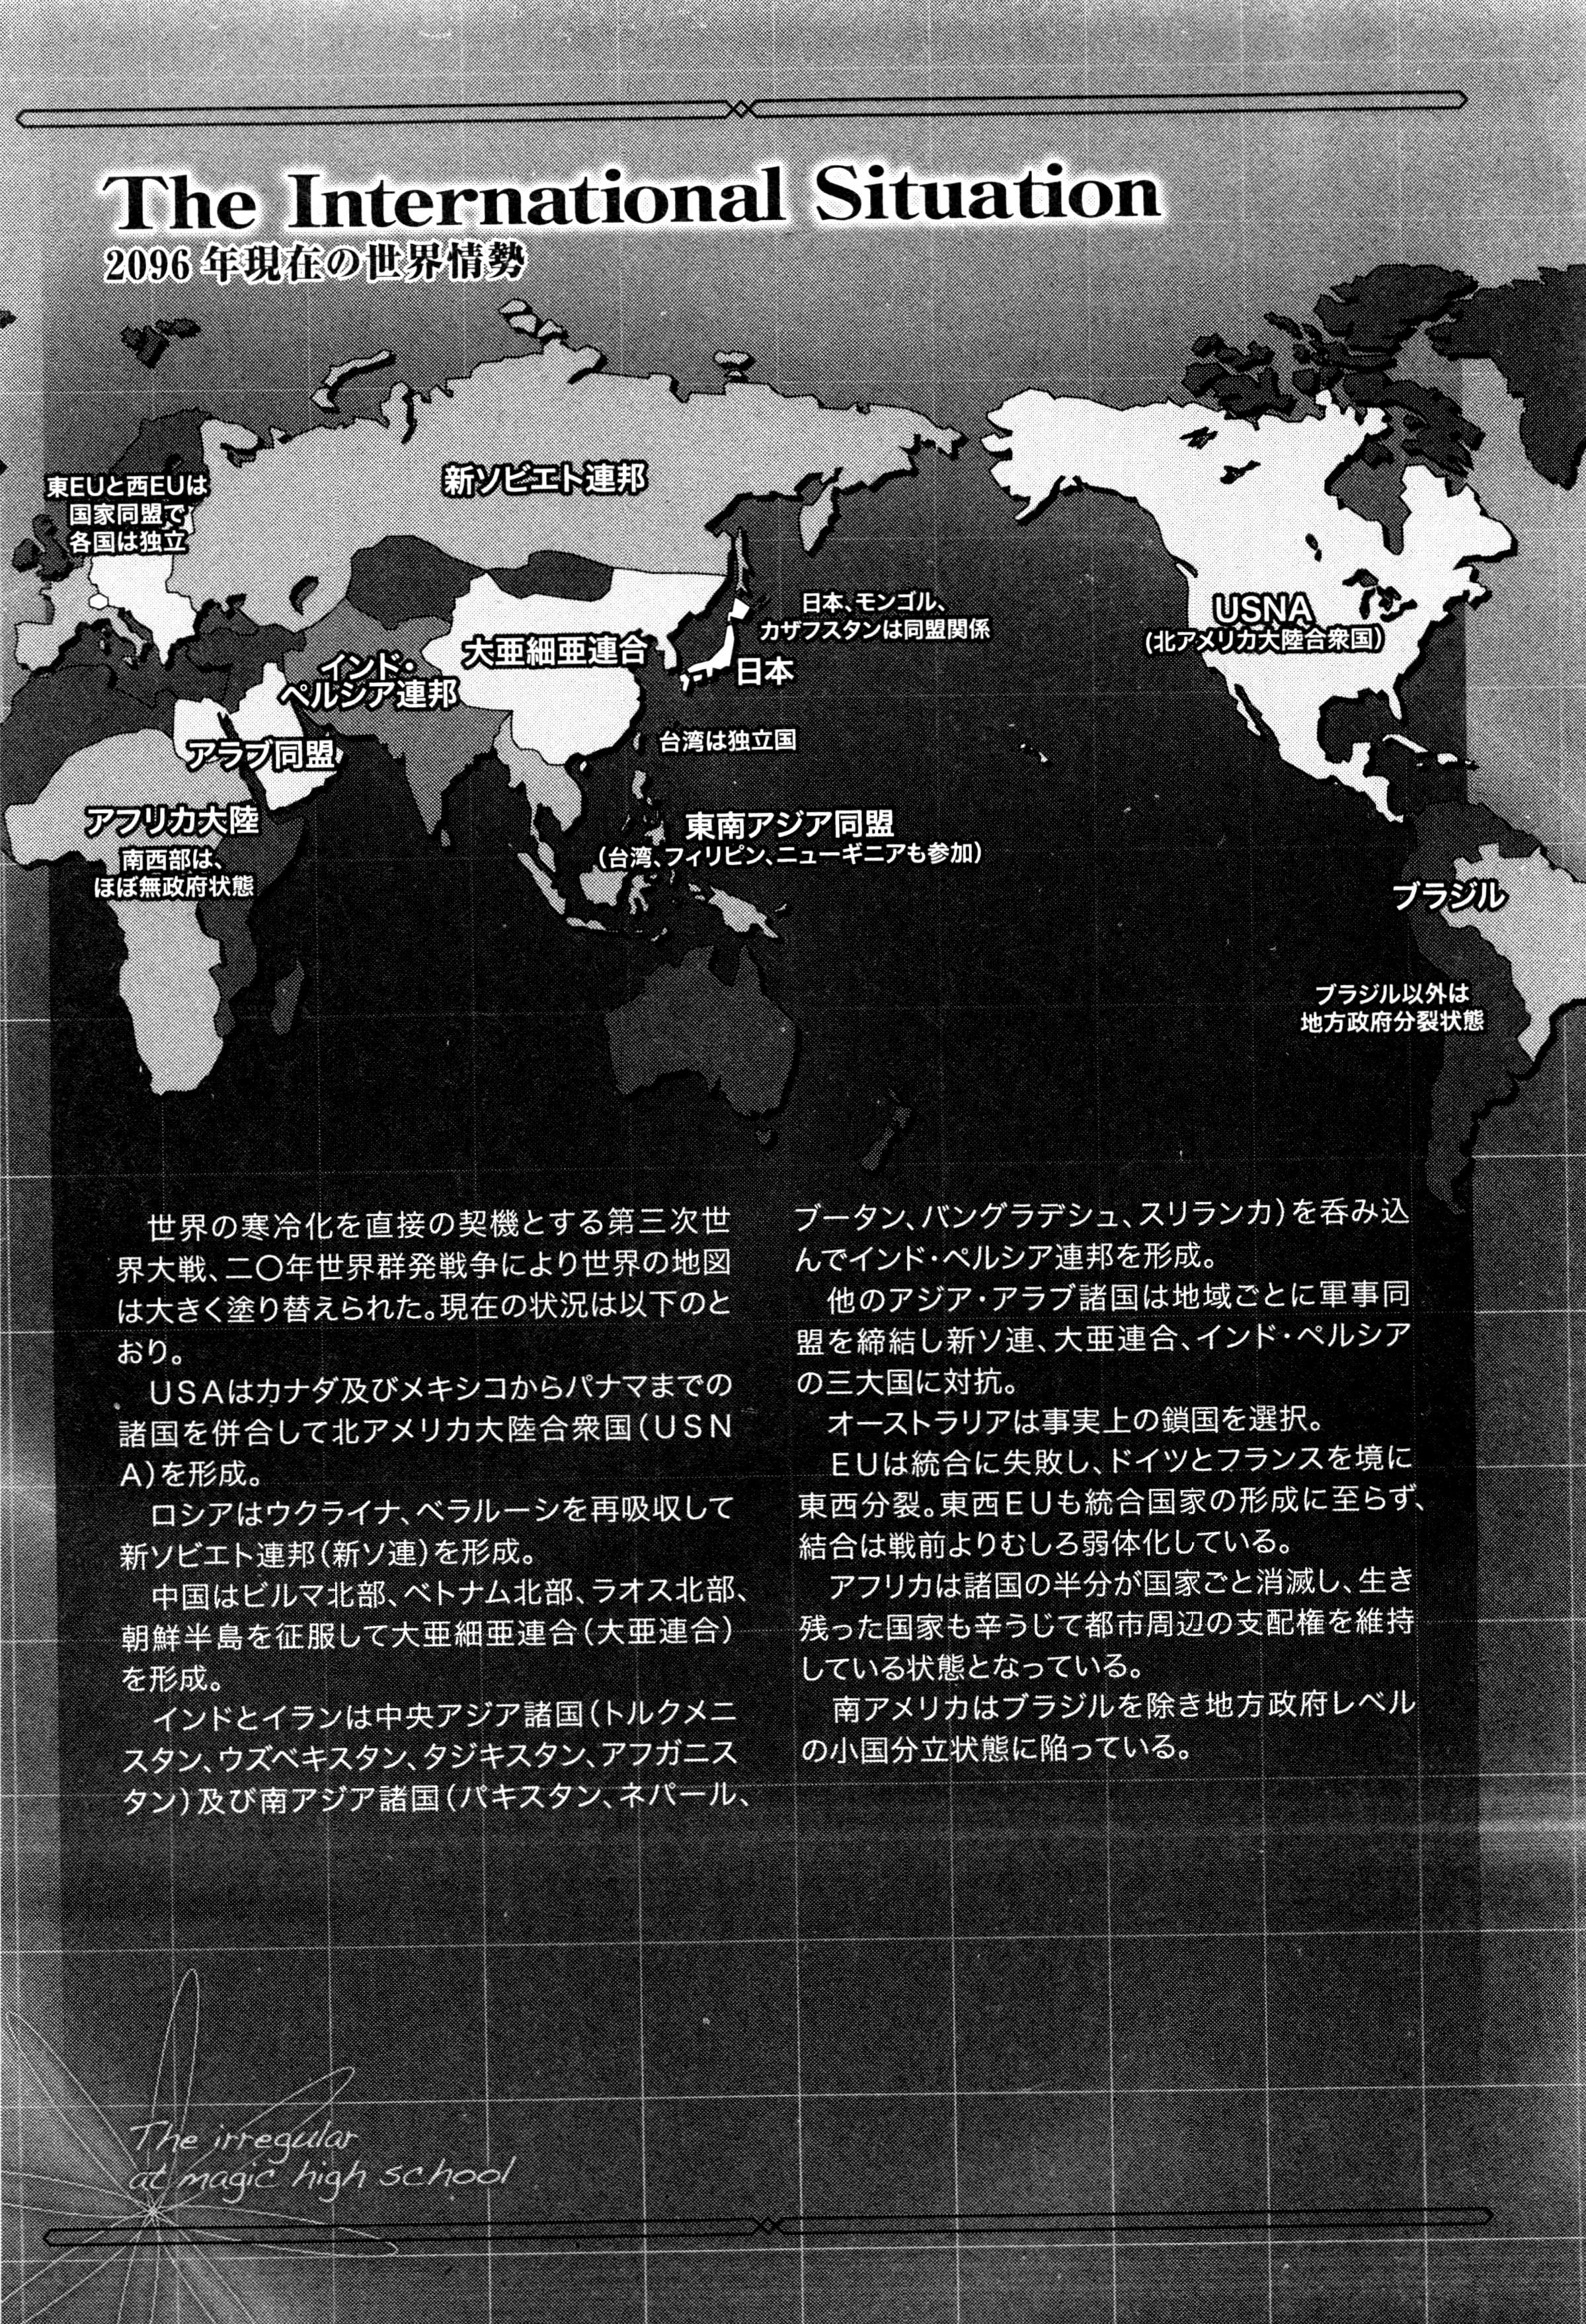 The International Situation
2096年現在の世界情勢
東EUと西EUは
国家同盟で
各国は独立
新ソビエト連邦
日本、モンゴル、
カザフスタンは同盟関係
USNA
(北アメリカ大陸合衆国)
大亜細亜連合
日本
インド・
ペルシア連邦
台湾は独立国
アラブ同盟
アフリカ大陸
南西部は、
ほぼ無政府状態
東南アジア同盟
(台湾、フィリピン、ニューギニアも参加)
ブラジル
ブラジル以外は
地方政府分裂状態
世界の寒冷化を直接の契機とする第三次世
界大戦、二〇年世界群発戦争により世界の地図
は大きく塗り替えられた。現在の状況は以下のと
おり。
USAはカナダ及びメキシコからパナマまでの
諸国を併合して北アメリカ大陸合衆国(USN
A)を形成。
ロシアはウクライナ、ベラルーシを再吸収して
新ソビエト連邦(新ソ連)を形成。
中国はビルマ北部、ベトナム北部、ラオス北部、
朝鮮半島を征服して大亜細亜連合(大亜連合)
を形成。
インドとイランは中央アジア諸国(トルクメニ
スタン、ウズベキスタン、タジキスタン、アフガニス
タン)及び南アジア諸国(パキスタン、ネパール、
ブータン、バングラデシュ、スリランカ)を呑み込
んでインド・ペルシア連邦を形成。
他のアジア・アラブ諸国は地域ごとに軍事同
盟を締結し新ソ連、大亜連合、インド・ペルシア
の三大国に対抗。
オーストラリアは事実上の鎖国を選択。
EUは統合に失敗し、ドイツとフランスを境に
東西分裂。東西EUも統合国家の形成に至らず、
結合は戦前よりむしろ弱体化している。
アフリカは諸国の半分が国家ごと消滅し、生き
残った国家も辛うじて都市周辺の支配権を維持
している状態となっている。
南アメリカはブラジルを除き地方政府レベル
の小国分立状態に陥っている。
The irregular
at magic high school